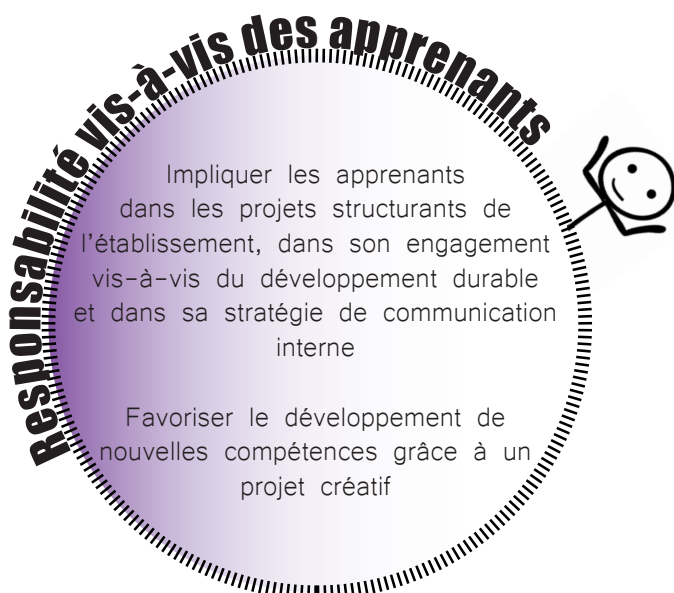 Responsabilité vis-à-vis des apprenants
Impliquer les apprenants
dans les projets structurants de
l'établissement, dans son engagement
vis-à-vis du développement durable
et dans sa stratégie de communication
interne
Favoriser le développement de
nouvelles compétences grâce à un
projet créatif